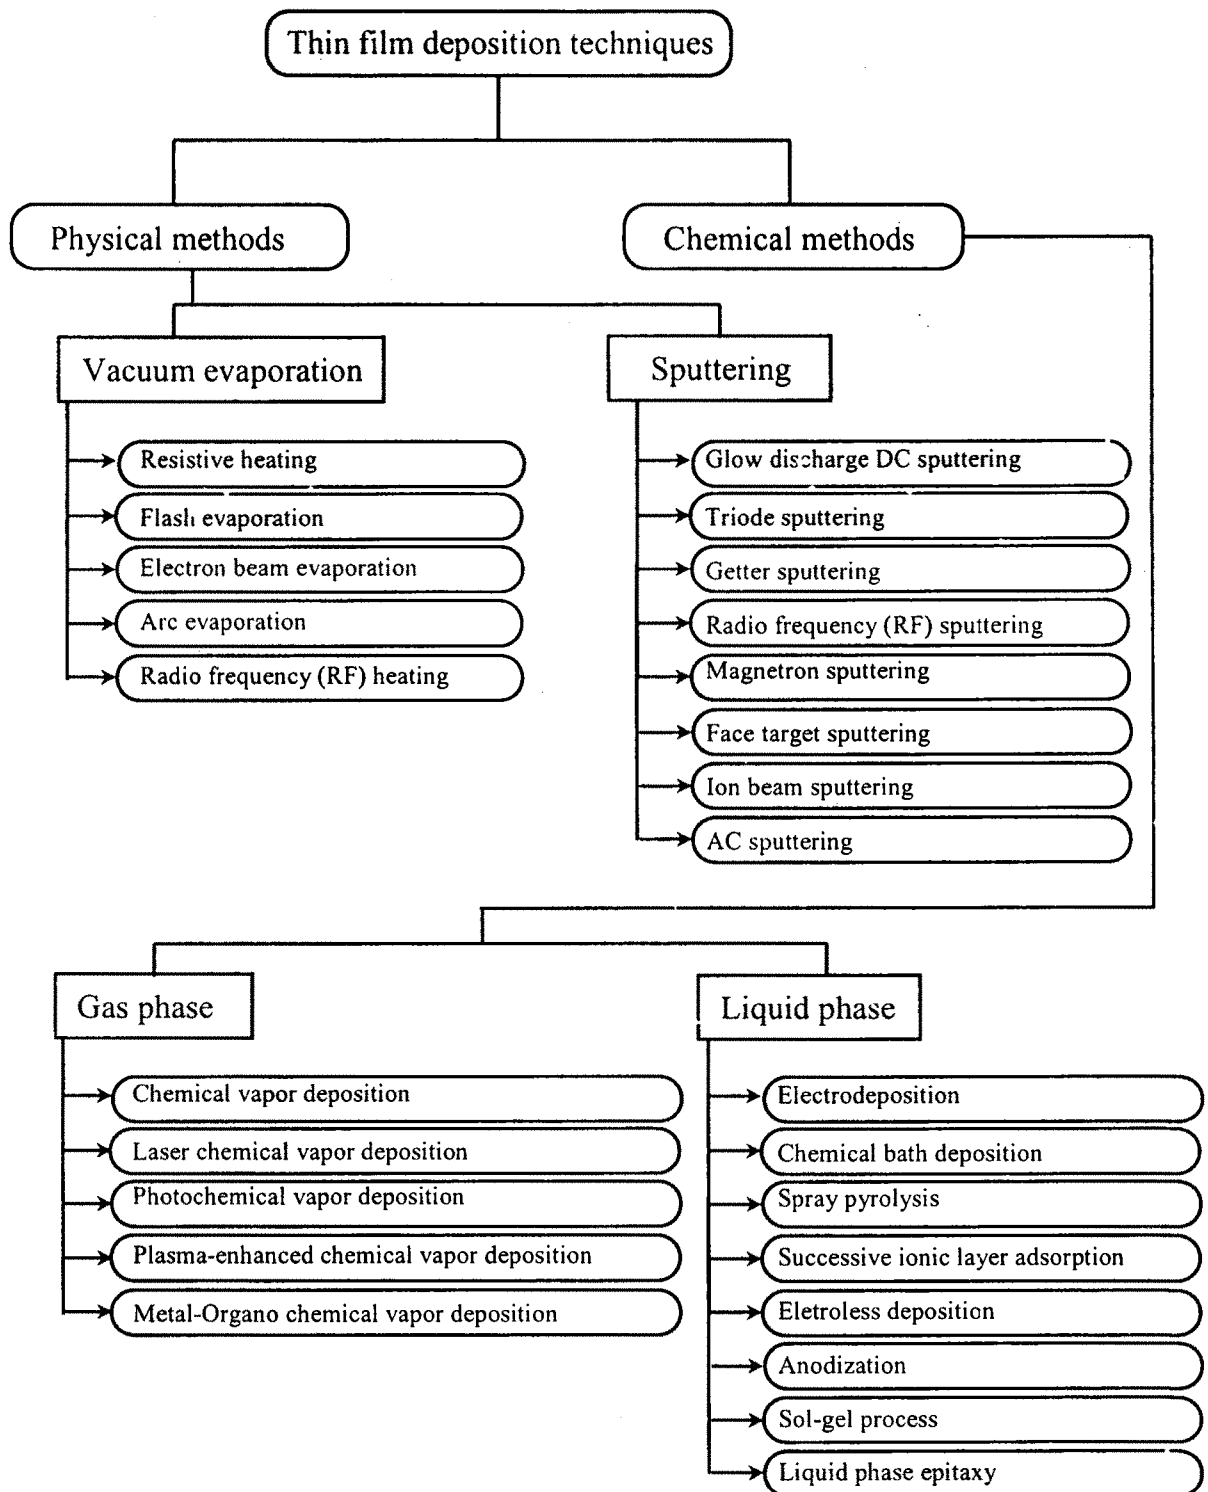 Thin film deposition techniques
Physical methods
Chemical methods
Vacuum evaporation
Resistive heating
Flash evaporation
Electron beam evaporation
Arc evaporation
Radio frequency (RF) heating
Sputtering
Glow discharge DC sputtering
Triode sputtering
Getter sputtering
Radio frequency (RF) sputtering
Magnetron sputtering
Face target sputtering
Ion beam sputtering
AC sputtering
Gas phase
Chemical vapor deposition
Laser chemical vapor deposition
Photochemical vapor deposition
Plasma-enhanced chemical vapor deposition
Metal-Organo chemical vapor deposition
Liquid phase
Electrodeposition
Chemical bath deposition
Spray pyrolysis
Successive ionic layer adsorption
Eletroless deposition
Anodization
Sol-gel process
Liquid phase epitaxy